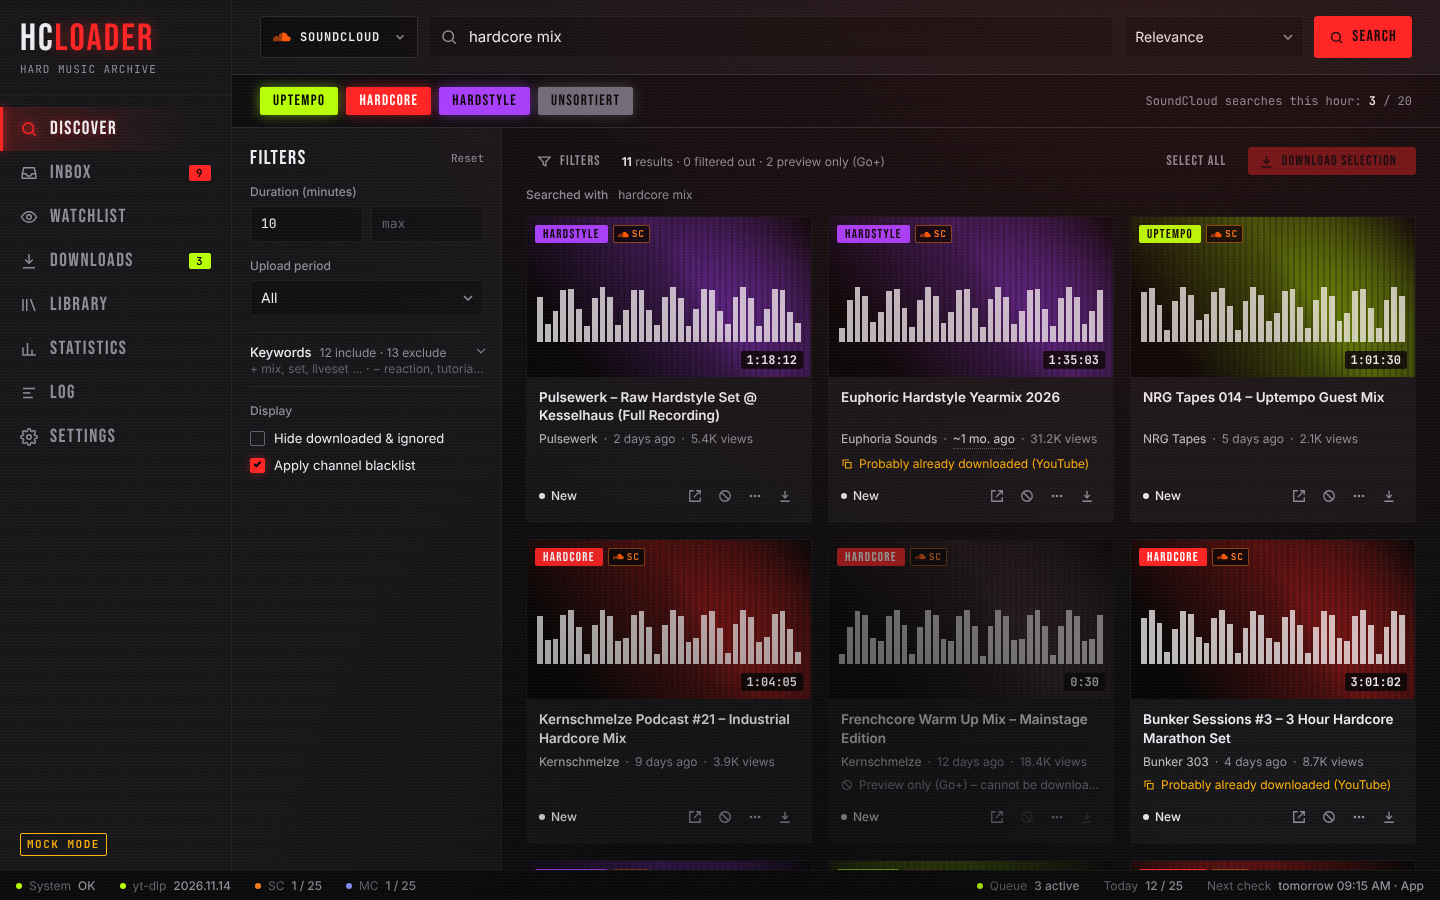 HCLOADER
HARD MUSIC ARCHIVE
DISCOVER
INBOX 9
WATCHLIST
DOWNLOADS 3
LIBRARY
STATISTICS
LOG
SETTINGS
MOCK MODE
SOUNDCLOUD
hardcore mix
Relevance
SEARCH
UPTEMPO
HARDCORE
HARDSTYLE
UNSORTIERT
SoundCloud searches this hour: 3 / 20
FILTERS
Reset
Duration (minutes)
10
max
Upload period
All
Keywords 12 include · 13 exclude
+ mix, set, liveset ... · − reaction, tutoria...
Display
Hide downloaded & ignored
Apply channel blacklist
FILTERS
11 results · 0 filtered out · 2 preview only (Go+)
SELECT ALL
DOWNLOAD SELECTION
Searched with hardcore mix
HARDSTYLE SC
1:18:12
Pulsewerk – Raw Hardstyle Set @
Kesselhaus (Full Recording)
Pulsewerk · 2 days ago · 5.4K views
New
HARDSTYLE SC
1:35:03
Euphoric Hardstyle Yearmix 2026
Euphoria Sounds · ~1 mo. ago · 31.2K views
Probably already downloaded (YouTube)
New
UPTEMPO SC
1:01:30
NRG Tapes 014 – Uptempo Guest Mix
NRG Tapes · 5 days ago · 2.1K views
New
HARDCORE SC
1:04:05
Kernschmelze Podcast #21 – Industrial
Hardcore Mix
Kernschmelze · 9 days ago · 3.9K views
New
HARDCORE SC
0:30
Frenchcore Warm Up Mix – Mainstage
Edition
Kernschmelze · 12 days ago · 18.4K views
Preview only (Go+) – cannot be downloa...
New
HARDCORE SC
3:01:02
Bunker Sessions #3 – 3 Hour Hardcore
Marathon Set
Bunker 303 · 4 days ago · 8.7K views
Probably already downloaded (YouTube)
New
System OK
yt-dlp 2026.11.14
SC 1 / 25
MC 1 / 25
Queue 3 active
Today 12 / 25
Next check tomorrow 09:15 AM · App